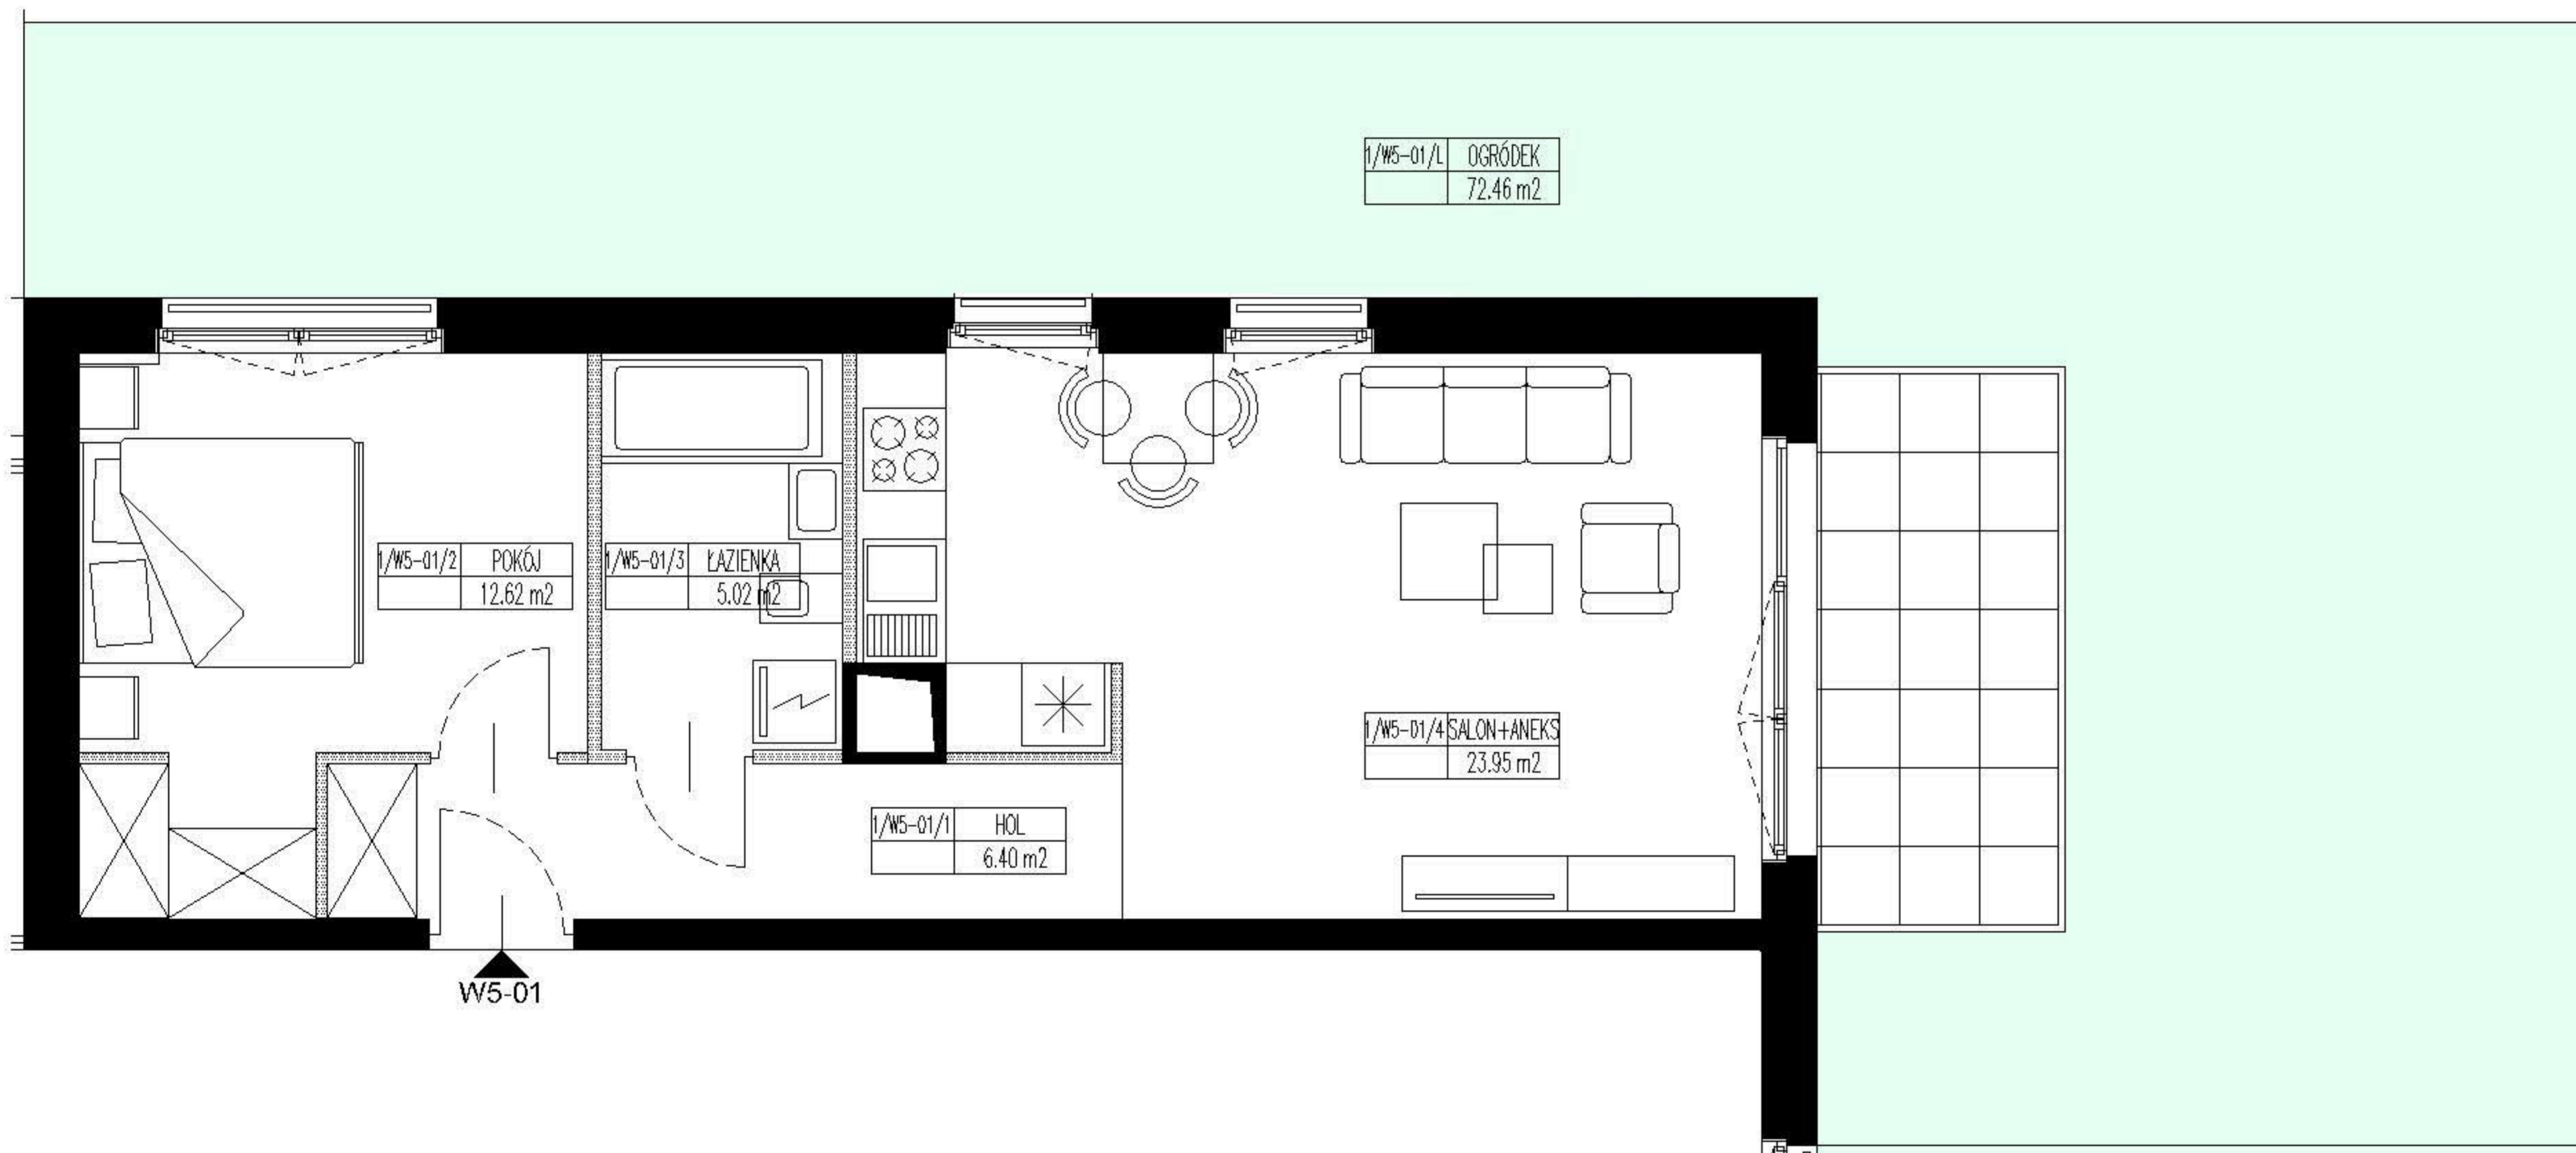 1/W5-01/L OGRÓDEK
72.46 m2
1/W5-01/2 POKÓJ
12.62 m2
1/W5-01/3 ŁAZIENKA
5.02 m2
1/W5-01/4 SALON+ANEKS
23.95 m2
1/W5-01/1 HOL
6.40 m2
W5-01